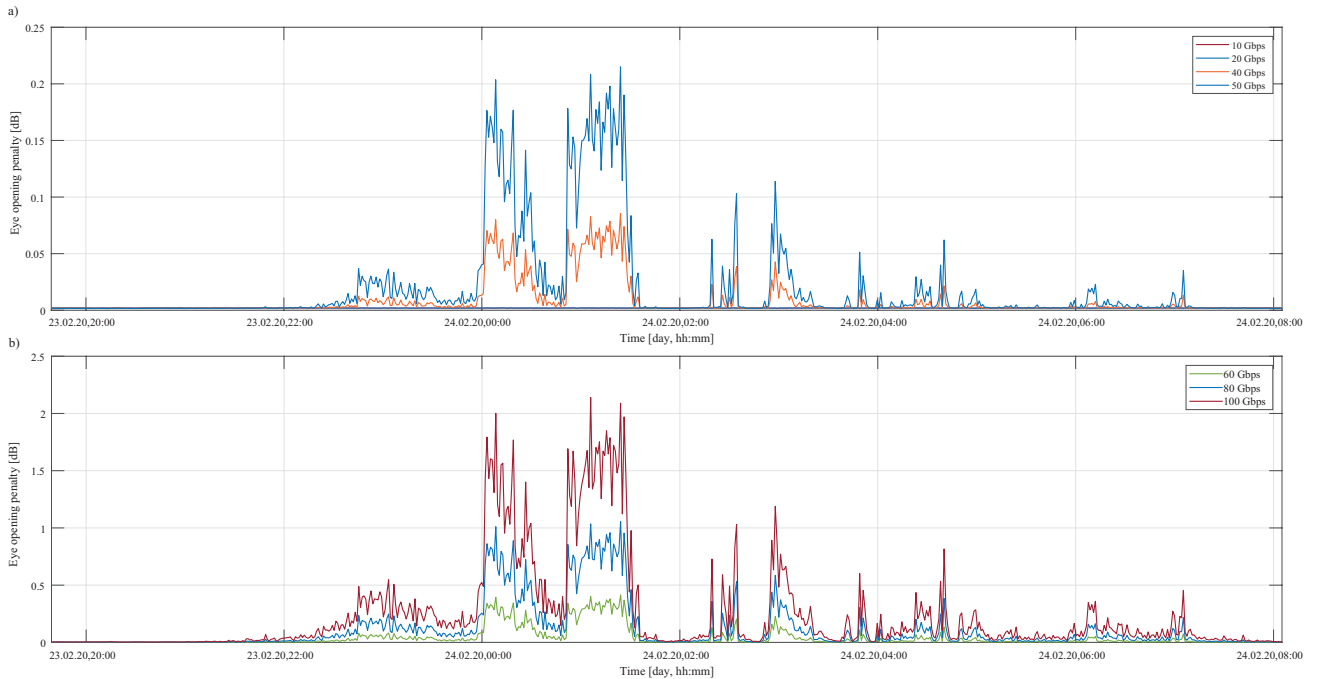 a)
0.25
0.2
0.15
0.1
0.05
0
Eye opening penalty [dB]
10 Gbps
20 Gbps
40 Gbps
50 Gbps
23.02.20,20:00
23.02.20,22:00
24.02.20,00:00
24.02.20,02:00
24.02.20,04:00
24.02.20,06:00
24.02.20,08:00
Time [day, hh:mm]
b)
2.5
2
1.5
1
0.5
0
Eye opening penalty [dB]
60 Gbps
80 Gbps
100 Gbps
23.02.20,20:00
23.02.20,22:00
24.02.20,00:00
24.02.20,02:00
24.02.20,04:00
24.02.20,06:00
24.02.20,08:00
Time [day, hh:mm]